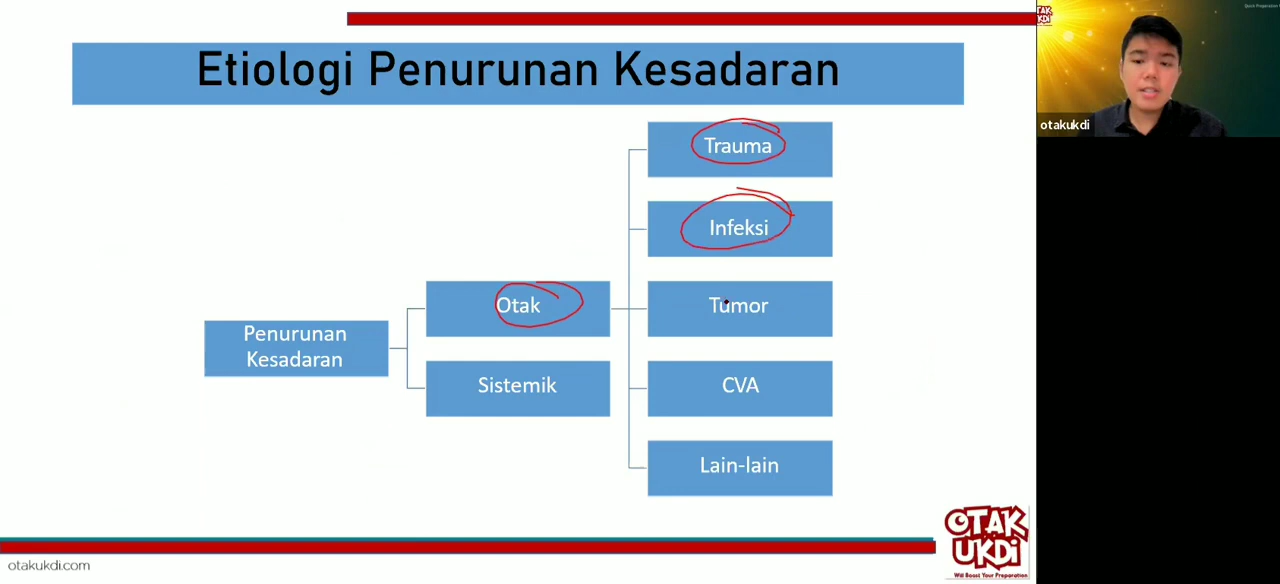 Etiologi Penurunan Kesadaran
Trauma
Infeksi
Otak
Tumor
Penurunan
Kesadaran
Sistemik
CVA
Lain-lain
OTAK
UKDi
Will Boost Your Preparation
otakukdi.com
otakukdi